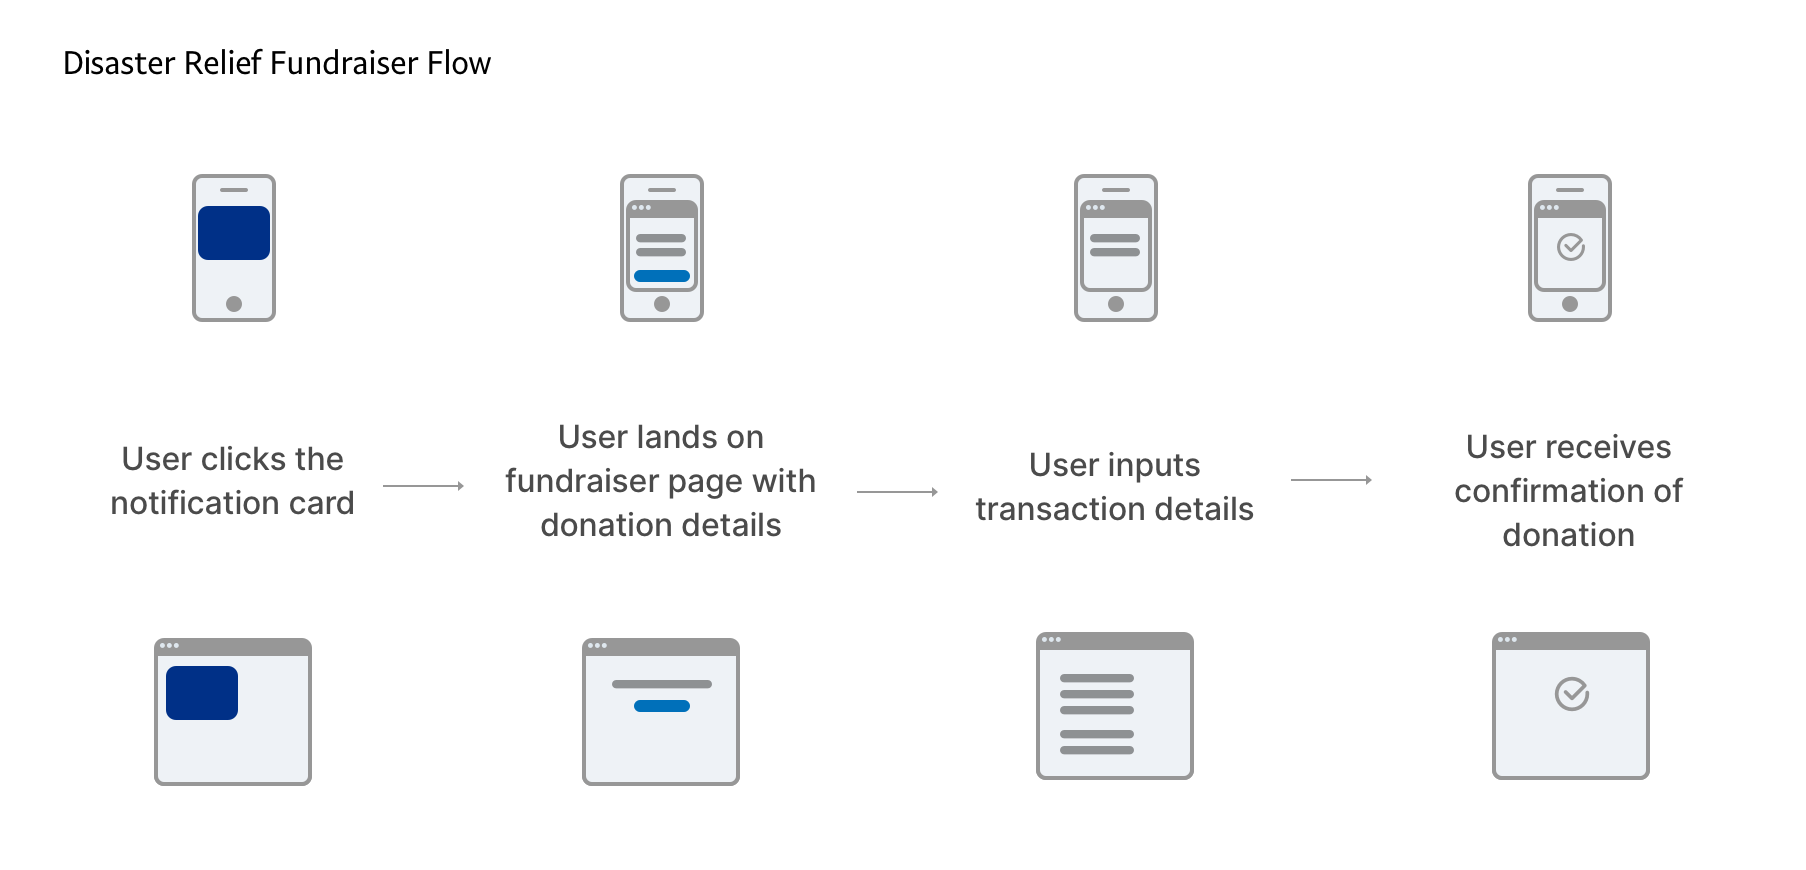 Disaster Relief Fundraiser Flow
User clicks the
notification card
User lands on
fundraiser page with
donation details
User inputs
transaction details
User receives
confirmation of
donation